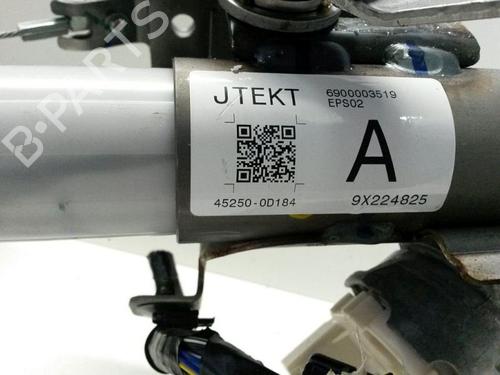 B-PARTS
JTEKT
6900003519
EPS02
A
45250-0D184
9X224825